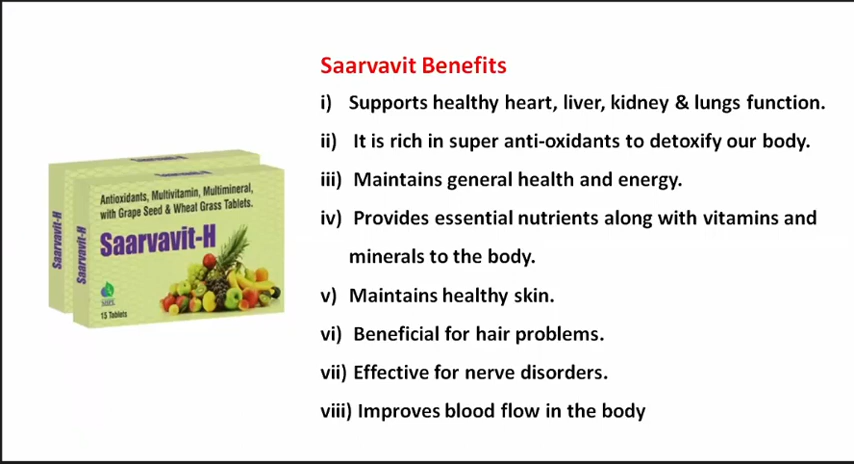 Saarvavit Benefits
i) Supports healthy heart, liver, kidney & lungs function.
ii) It is rich in super anti-oxidants to detoxify our body.
iii) Maintains general health and energy.
iv) Provides essential nutrients along with vitamins and
minerals to the body.
v) Maintains healthy skin.
vi) Beneficial for hair problems.
vii) Effective for nerve disorders.
viii) Improves blood flow in the body
Antioxidants, Multivitamin, Multimineral,
with Grape Seed & Wheat Grass Tablets.
Saarvavit-H
15 Tablets
Saarvavit-H
Saarvavit-H